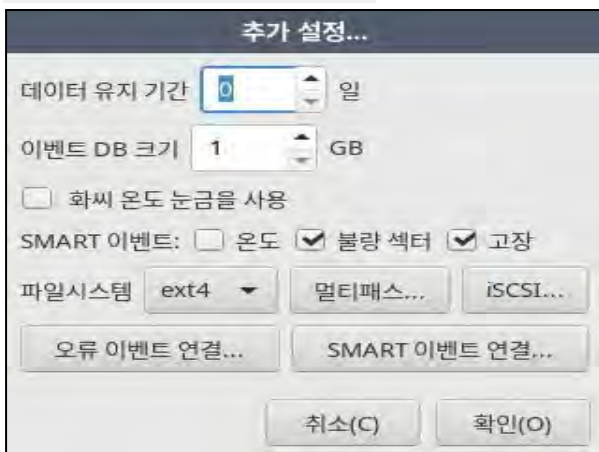 추가 설정...
데이터 유지 기간 0 일
이벤트 DB 크기 1 GB
화씨 온도 눈금을 사용
SMART 이벤트: 온도 불량 섹터 고장
파일시스템 ext4 멀티패스... iSCSI...
오류 이벤트 연결... SMART 이벤트 연결...
취소(C) 확인(O)